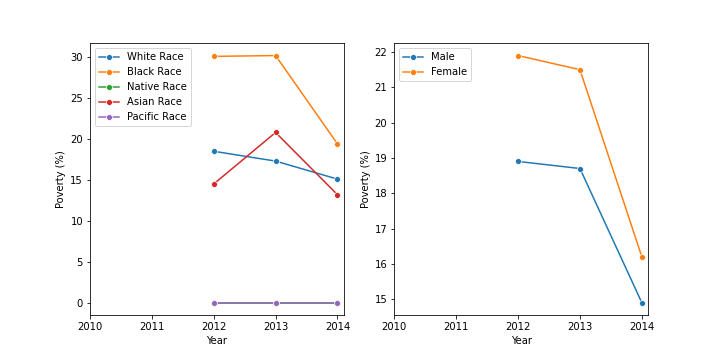 White Race
Black Race
Native Race
Asian Race
Pacific Race
30
25
20
15
10
5
0
Poverty (%)
2010 2011 2012 2013 2014
Year
Male
Female
22
21
20
19
18
17
16
15
Poverty (%)
2010 2011 2012 2013 2014
Year